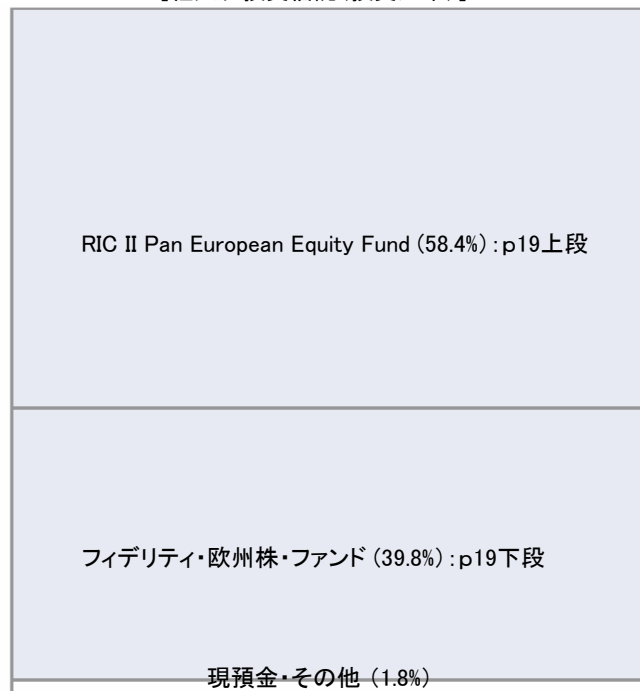 RIC II Pan European Equity Fund (58.4%) : p19上段
フィデリティ・欧州株・ファンド (39.8%) : p19下段
現預金・その他 (1.8%)